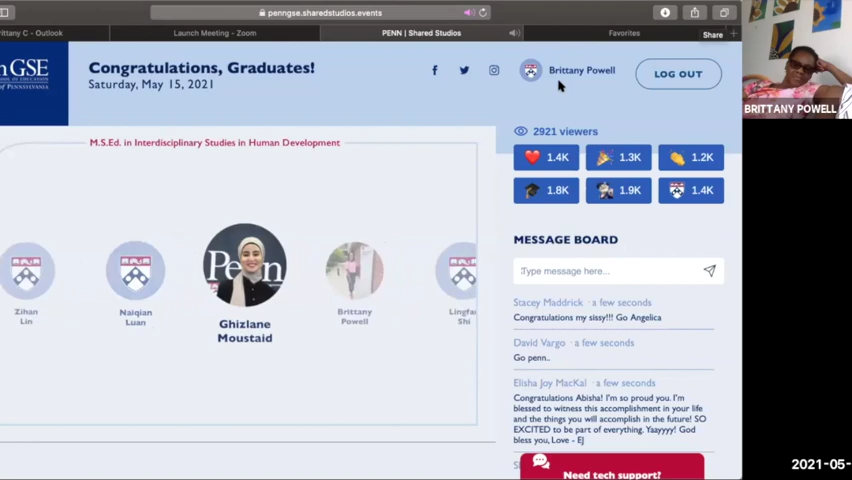 penngse.sharedstudios.events
rittany C - Outlook
Launch Meeting - Zoom
PENN | Shared Studios
Favorites
Share
GSE
Congratulations, Graduates!
Saturday, May 15, 2021
Brittany Powell
LOG OUT
BRITTANY POWELL
M.S.Ed. in Interdisciplinary Studies in Human Development
2921 viewers
1.4K
1.3K
1.2K
1.8K
1.9K
1.4K
Penn
Zihan
Lin
Naiqian
Luan
Ghizlane
Moustaid
Brittany
Powell
Lingfa
Shi
MESSAGE BOARD
Type message here...
Stacey Maddrick · a few seconds
Congratulations my sissy!!! Go Angelica
David Vargo · a few seconds
Go penn..
Elisha Joy MacKal · a few seconds
Congratulations Abisha! I'm so proud you. I'm
blessed to witness this accomplishment in your life
and the things you will accomplish in the future! SO
EXCITED to be part of everything. Yaayyyy! God
bless you, Love - EJ
Need tech support?
2021-05-